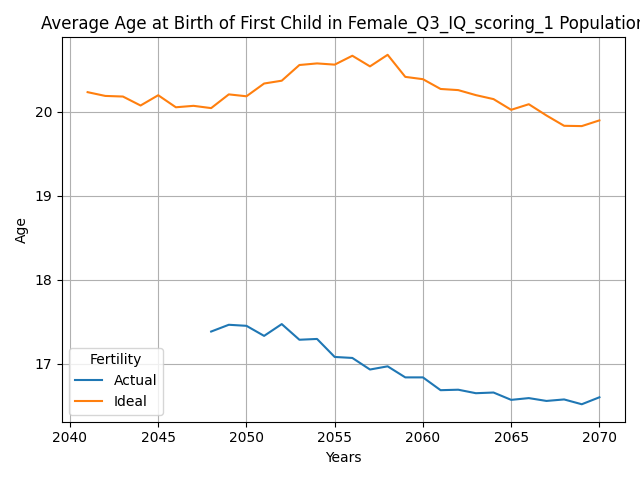 Average Age at Birth of First Child in Female_Q3_IQ_scoring_1 Population
20
19
18
17
Age
Fertility
Actual
Ideal
2040
2045
2050
2055
2060
2065
2070
Years